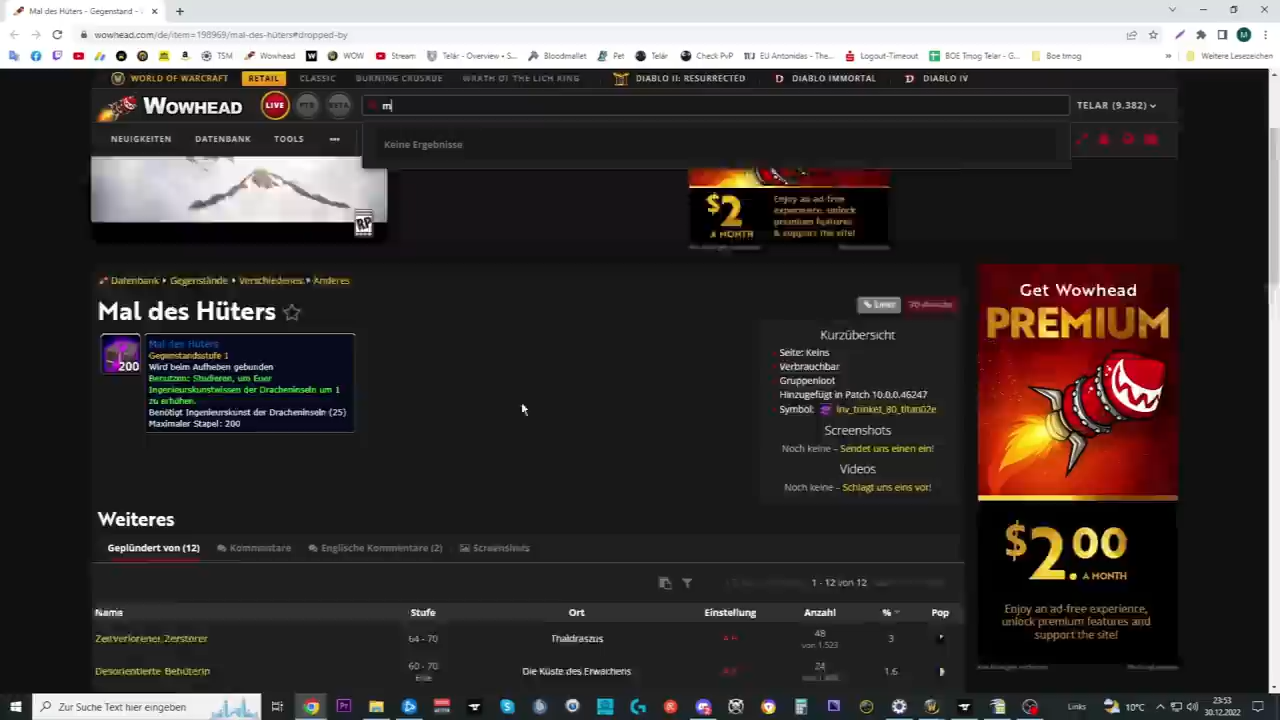 Mal des Hüters - Gegenstand -
wowhead.com/de/item=198969/mal-des-hüters#dropped-by
TSM
Amazon
Wowhead
WOW
WOW
Stream
Telár - Overview - S...
Bloodmallet
Pet
Telár
Check PvP
EU Antonidas - The...
Logout-Timeout
BOE Tmog Telar - G...
Boe tmog
»
Weitere Lesezeichen
WORLD OF WARCRAFT
RETAIL
CLASSIC
BURNING CRUSADE
WRATH OF THE LICH KING
DIABLO II: RESURRECTED
DIABLO IMMORTAL
DIABLO IV
WOWHEAD
LIVE
PTR
BETA
m
TELAR (9.382)
NEUIGKEITEN
DATENBANK
TOOLS
•••
Keine Ergebnisse
RP
$2
A MONTH
Enjoy an ad-free
experience, unlock
premium features
& support the site!
Datenbank
Gegenstände
Verschiedenes
Anderes
Mal des Hüters
Links
200
Mal des Hüters
Gegenstandsstufe 1
Wird beim Aufheben gebunden
Benutzen: Studieren, um Euer
Ingenieurskunstwissen der Dracheninseln um 1
zu erhöhen.
Benötigt Ingenieurskunst der Dracheninseln (25)
Maximaler Stapel: 200
Kurzübersicht
Seite: Keins
Verbrauchbar
Gruppenloot
Hinzugefügt in Patch 10.0.0.46247
Symbol: inv_trinket_80_titan02e
Screenshots
Noch keine – Sendet uns einen ein!
Videos
Noch keine – Schlagt uns eins vor!
Get Wowhead
PREMIUM
$2.00
A MONTH
Enjoy an ad-free experience,
unlock premium features and
support the site!
Weiteres
Geplündert von (12)
Kommentare
Englische Kommentare (2)
Screenshots
1 - 12 von 12
Name
Stufe
Ort
Einstellung
Anzahl
%
Pop
Zeitverlorener Zerstörer
64 - 70
Thaldraszus
A H
48
von 1.523
3
Desorientierte Behüterin
60 - 70
Elite
Die Küste des Erwachens
24
1.6
Zur Suche Text hier eingeben
Links
10°C
23:53
30.12.2022